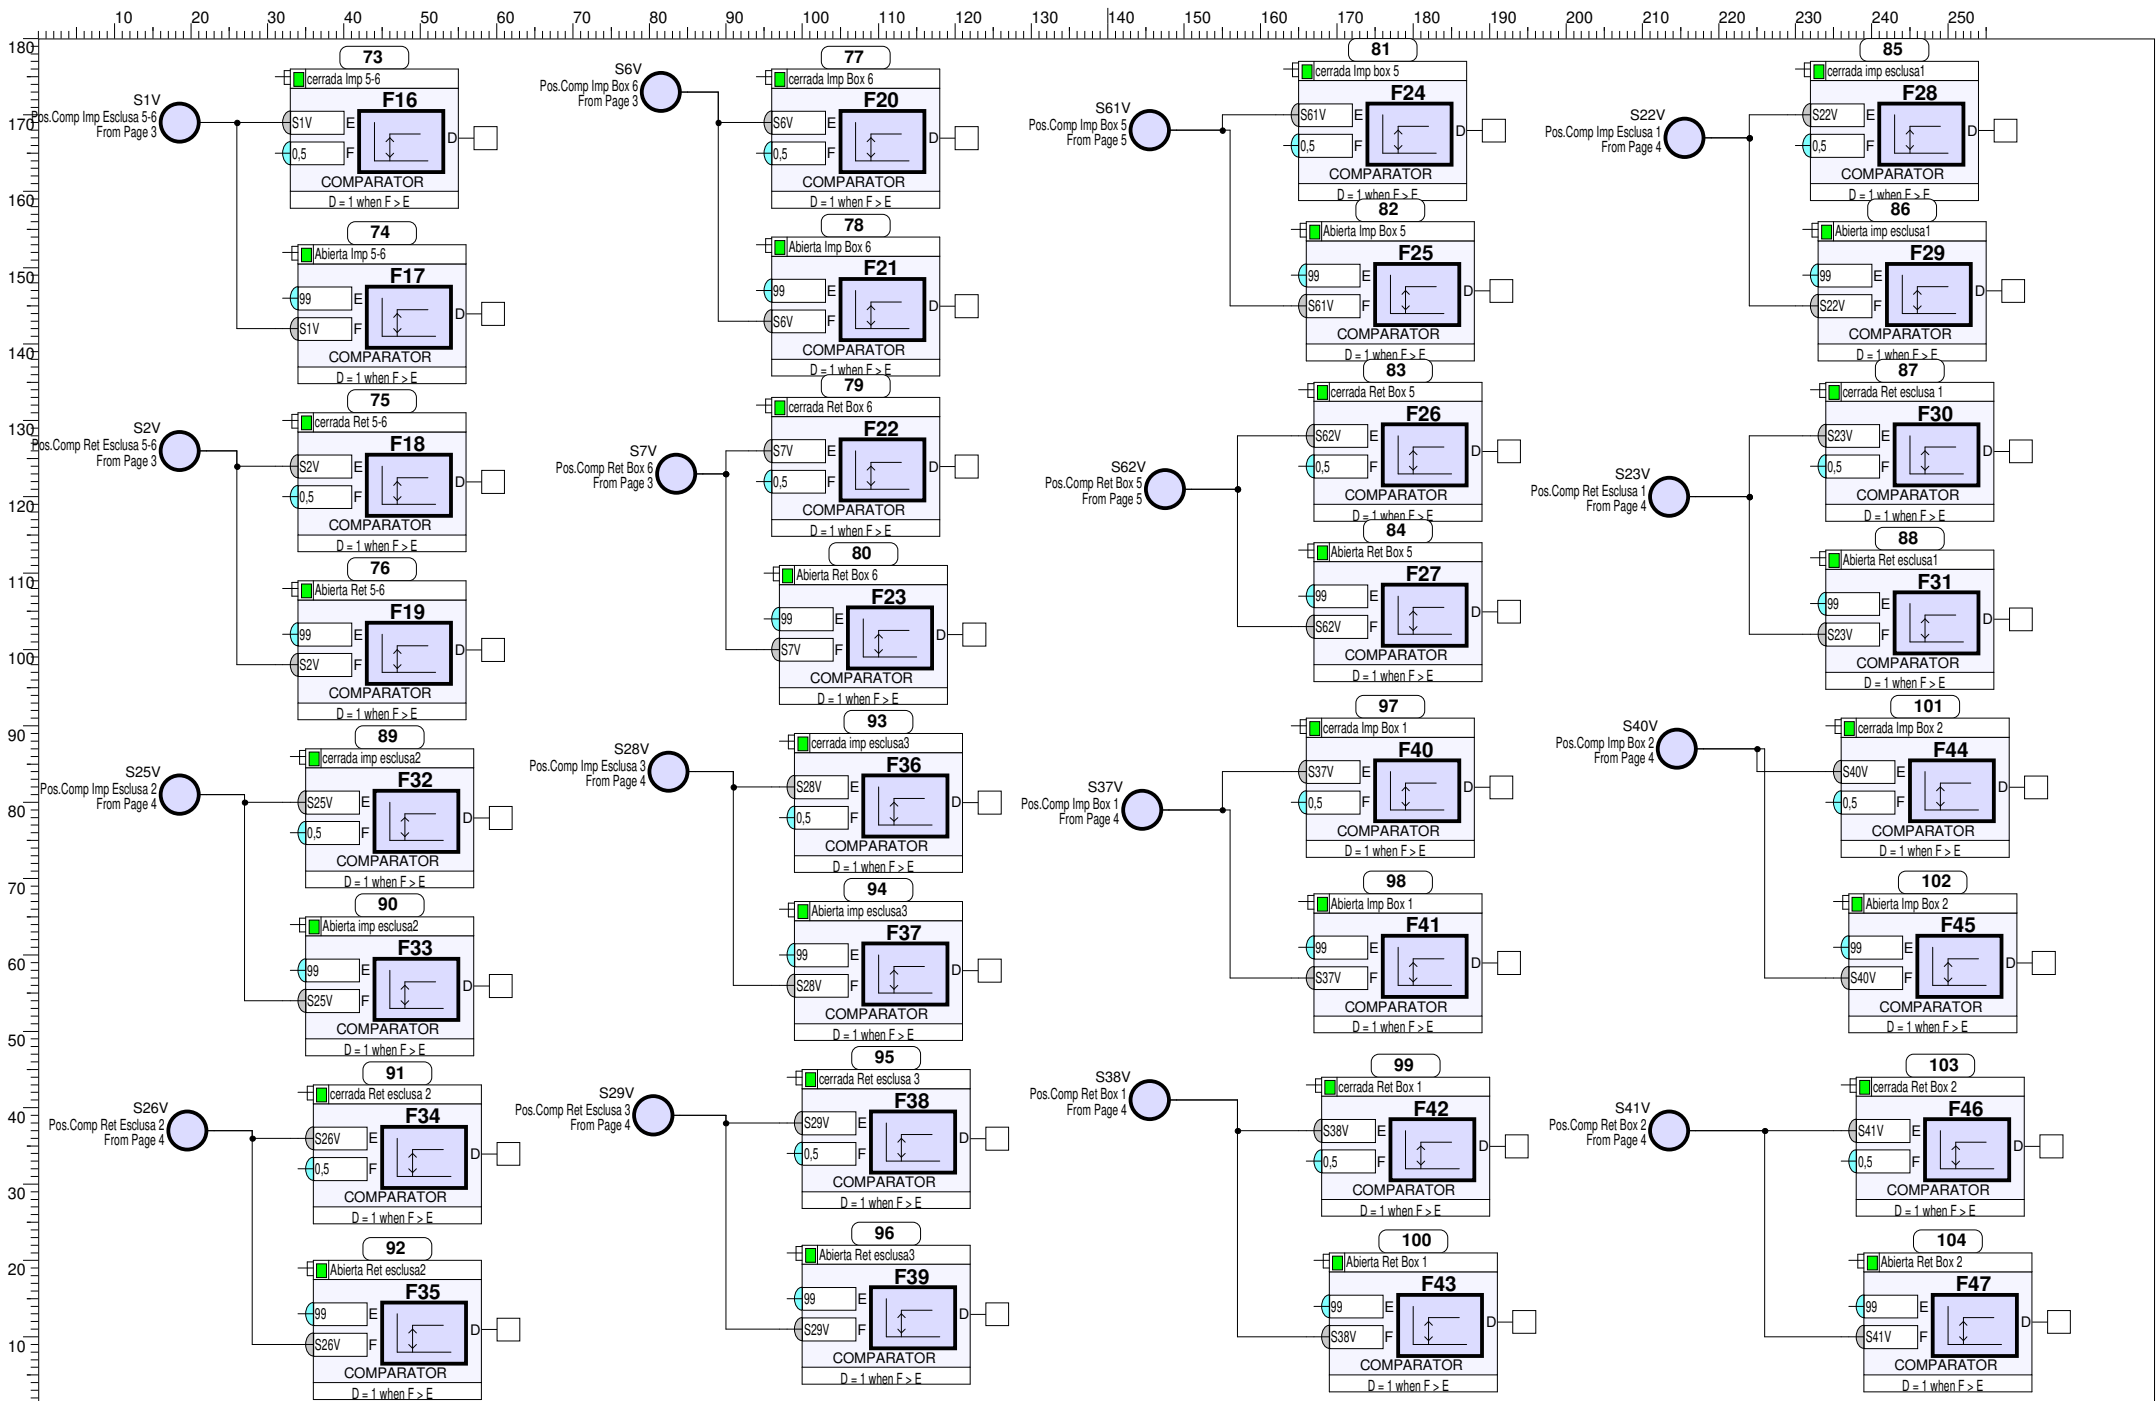 10 20 30 40 50 60 70 80 90 100 110 120 130 140 150 160 170 180 190 200 210 220 230 240 250
180
170
160
150
140
130
120
110
100
90
80
70
60
50
40
30
20
10
S1V
Pos.Comp Imp Esclusa 5-6
From Page 3
73
cerrada Imp 5-6
F16
S1V E
D
0,5 F
COMPARATOR
D = 1 when F > E
74
Abierta Imp 5-6
F17
99 E
D
S1V F
COMPARATOR
D = 1 when F > E
S2V
Pos.Comp Ret Esclusa 5-6
From Page 3
75
cerrada Ret 5-6
F18
S2V E
D
0,5 F
COMPARATOR
D = 1 when F > E
76
Abierta Ret 5-6
F19
99 E
D
S2V F
COMPARATOR
D = 1 when F > E
S25V
Pos.Comp Imp Esclusa 2
From Page 4
89
cerrada imp esclusa2
F32
S25V E
D
0,5 F
COMPARATOR
D = 1 when F > E
90
Abierta imp esclusa2
F33
99 E
D
S25V F
COMPARATOR
D = 1 when F > E
S26V
Pos.Comp Ret Esclusa 2
From Page 4
91
cerrada Ret esclusa 2
F34
S26V E
D
0,5 F
COMPARATOR
D = 1 when F > E
92
Abierta Ret esclusa2
F35
99 E
D
S26V F
COMPARATOR
D = 1 when F > E
S6V
Pos.Comp Imp Box 6
From Page 3
77
cerrada Imp Box 6
F20
S6V E
D
0,5 F
COMPARATOR
D = 1 when F > E
78
Abierta Imp Box 6
F21
99 E
D
S6V F
COMPARATOR
D = 1 when F > E
S7V
Pos.Comp Ret Box 6
From Page 3
79
cerrada Ret Box 6
F22
S7V E
D
0,5 F
COMPARATOR
D = 1 when F > E
80
Abierta Ret Box 6
F23
99 E
D
S7V F
COMPARATOR
D = 1 when F > E
S28V
Pos.Comp Imp Esclusa 3
From Page 4
93
cerrada imp esclusa3
F36
S28V E
D
0,5 F
COMPARATOR
D = 1 when F > E
94
Abierta imp esclusa3
F37
99 E
D
S28V F
COMPARATOR
D = 1 when F > E
S29V
Pos.Comp Ret Esclusa 3
From Page 4
95
cerrada Ret esclusa 3
F38
S29V E
D
0,5 F
COMPARATOR
D = 1 when F > E
96
Abierta Ret esclusa3
F39
99 E
D
S29V F
COMPARATOR
D = 1 when F > E
S61V
Pos.Comp Imp Box 5
From Page 5
81
cerrada Imp box 5
F24
S61V E
D
0,5 F
COMPARATOR
D = 1 when F > E
82
Abierta Imp Box 5
F25
99 E
D
S61V F
COMPARATOR
D = 1 when F > E
S62V
Pos.Comp Ret Box 5
From Page 5
83
cerrada Ret Box 5
F26
S62V E
D
0,5 F
COMPARATOR
D = 1 when F > E
84
Abierta Ret Box 5
F27
99 E
D
S62V F
COMPARATOR
D = 1 when F > E
S37V
Pos.Comp Imp Box 1
From Page 4
97
cerrada Imp Box 1
F40
S37V E
D
0,5 F
COMPARATOR
D = 1 when F > E
98
Abierta Imp Box 1
F41
99 E
D
S37V F
COMPARATOR
D = 1 when F > E
S38V
Pos.Comp Ret Box 1
From Page 4
99
cerrada Ret Box 1
F42
S38V E
D
0,5 F
COMPARATOR
D = 1 when F > E
100
Abierta Ret Box 1
F43
99 E
D
S38V F
COMPARATOR
D = 1 when F > E
S22V
Pos.Comp Imp Esclusa 1
From Page 4
85
cerrada imp esclusa1
F28
S22V E
D
0,5 F
COMPARATOR
D = 1 when F > E
86
Abierta imp esclusa1
F29
99 E
D
S22V F
COMPARATOR
D = 1 when F > E
S23V
Pos.Comp Ret Esclusa 1
From Page 4
87
cerrada Ret esclusa 1
F30
S23V E
D
0,5 F
COMPARATOR
D = 1 when F > E
88
Abierta Ret esclusa1
F31
99 E
D
S23V F
COMPARATOR
D = 1 when F > E
S40V
Pos.Comp Imp Box 2
From Page 4
101
cerrada Imp Box 2
F44
S40V E
D
0,5 F
COMPARATOR
D = 1 when F > E
102
Abierta Imp Box 2
F45
99 E
D
S40V F
COMPARATOR
D = 1 when F > E
S41V
Pos.Comp Ret Box 2
From Page 4
103
cerrada Ret Box 2
F46
S41V E
D
0,5 F
COMPARATOR
D = 1 when F > E
104
Abierta Ret Box 2
F47
99 E
D
S41V F
COMPARATOR
D = 1 when F > E